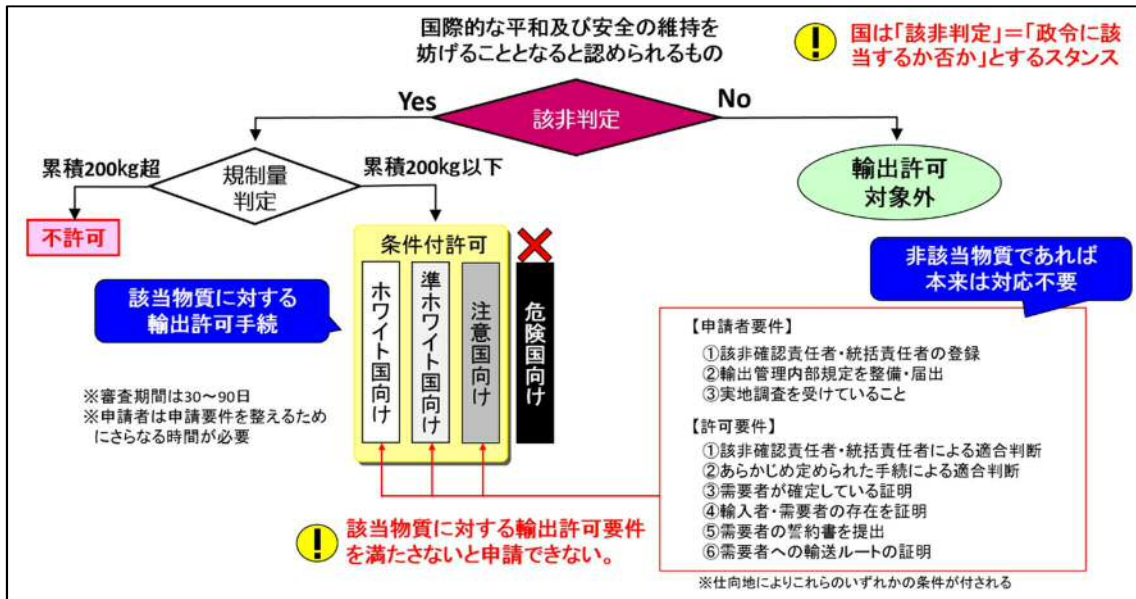 国際的な平和及び安全の維持を
妨げることとなると認められるもの
!
国は「該非判定」＝「政令に該
当するか否か」とするスタンス
Yes
No
該非判定
累積200kg超
累積200kg以下
規制量
判定
輸出許可
対象外
不許可
条件付許可
ホワイト国向け
準ホワイト国向け
注意国向け
危険国向け
該当物質に対する
輸出許可手続
非該当物質であれば
本来は対応不要
※審査期間は30～90日
※申請者は申請要件を整えるため
にさらなる時間が必要
【申請者要件】
①該非確認責任者・統括責任者の登録
②輸出管理内部規定を整備・届出
③実地調査を受けていること
【許可要件】
①該非確認責任者・統括責任者による適合判断
②あらかじめ定められた手続による適合判断
③需要者が確定している証明
④輸入者・需要者の存在を証明
⑤需要者の誓約書を提出
⑥需要者への輸送ルートの証明
※仕向地によりこれらのいずれかの条件が付される
!
該当物質に対する輸出許可要件
を満たさないと申請できない。